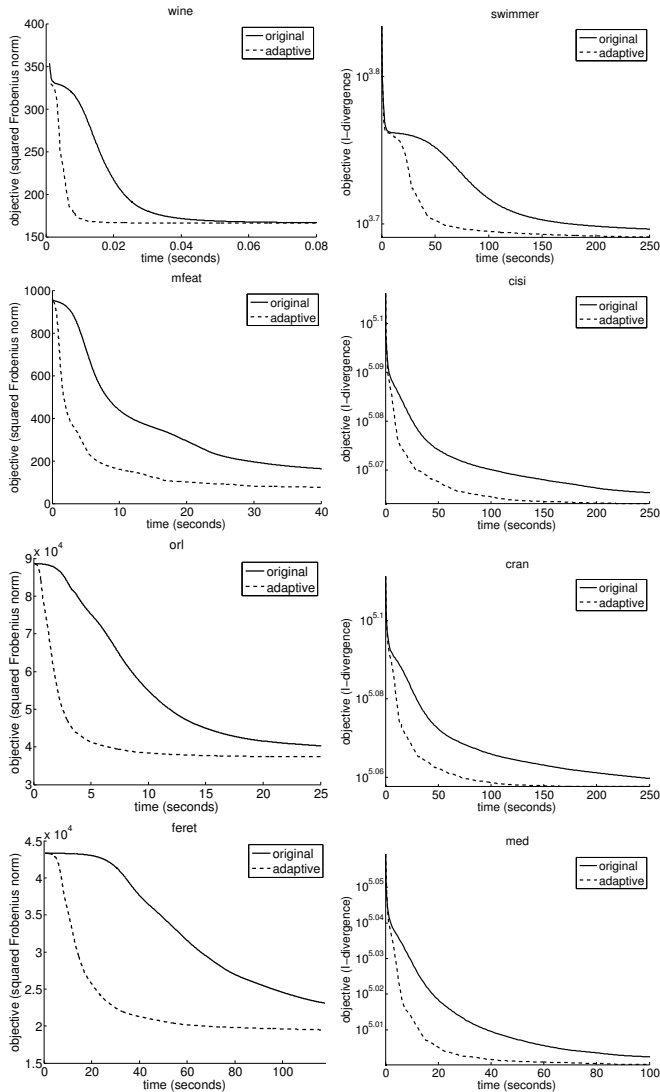 wine
400
350
300
250
200
150
0
0.02
0.04
0.06
0.08
objective (squared Frobenius norm)
time (seconds)
original
adaptive
swimmer
10^3.8
10^3.7
0
50
100
150
200
250
objective (I−divergence)
time (seconds)
original
adaptive
mfeat
1000
800
600
400
200
0
0
10
20
30
40
objective (squared Frobenius norm)
time (seconds)
original
adaptive
cisi
10^5.1
10^5.09
10^5.08
10^5.07
0
50
100
150
200
250
objective (I−divergence)
time (seconds)
original
adaptive
orl
x 10^4
9
8
7
6
5
4
3
0
5
10
15
20
25
objective (squared Frobenius norm)
time (seconds)
original
adaptive
cran
10^5.1
10^5.08
10^5.06
0
50
100
150
200
250
objective (I−divergence)
time (seconds)
original
adaptive
feret
x 10^4
4.5
4
3.5
3
2.5
2
1.5
0
20
40
60
80
100
objective (squared Frobenius norm)
time (seconds)
original
adaptive
med
10^5.05
10^5.04
10^5.03
10^5.02
10^5.01
0
20
40
60
80
100
objective (I−divergence)
time (seconds)
original
adaptive